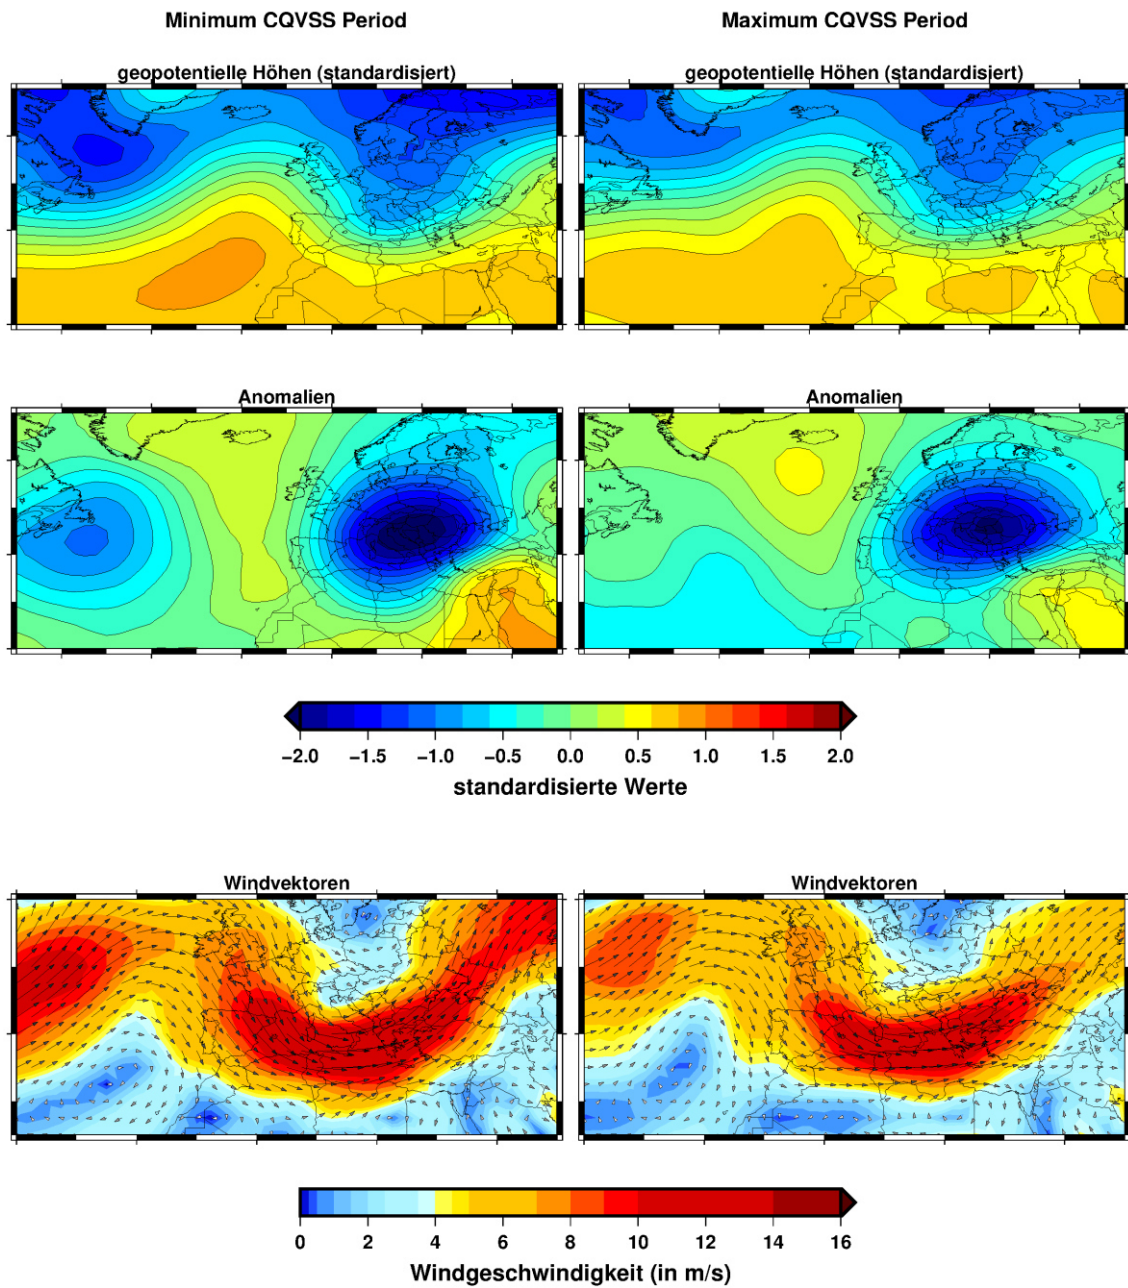 Minimum CQVSS Period
Maximum CQVSS Period
geopotentielle Höhen (standardisiert)
geopotentielle Höhen (standardisiert)
Anomalien
Anomalien
−2.0 −1.5 −1.0 −0.5 0.0 0.5 1.0 1.5 2.0
standardisierte Werte
Windvektoren
Windvektoren
0 2 4 6 8 10 12 14 16
Windgeschwindigkeit (in m/s)